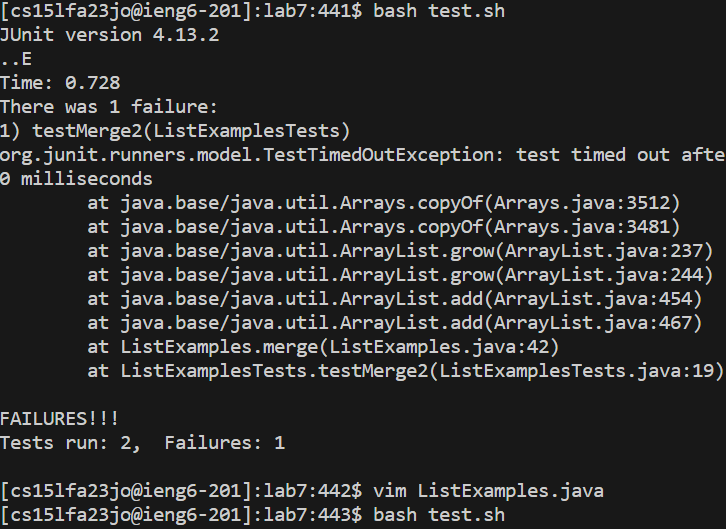 [cs15lfa23jo@ieng6-201]:lab7:441$ bash test.sh
JUnit version 4.13.2
..E
Time: 0.728
There was 1 failure:
1) testMerge2(ListExamplesTests)
org.junit.runners.model.TestTimedOutException: test timed out afte
0 milliseconds
at java.base/java.util.Arrays.copyOf(Arrays.java:3512)
at java.base/java.util.Arrays.copyOf(Arrays.java:3481)
at java.base/java.util.ArrayList.grow(ArrayList.java:237)
at java.base/java.util.ArrayList.grow(ArrayList.java:244)
at java.base/java.util.ArrayList.add(ArrayList.java:454)
at java.base/java.util.ArrayList.add(ArrayList.java:467)
at ListExamples.merge(ListExamples.java:42)
at ListExamplesTests.testMerge2(ListExamplesTests.java:19)
FAILURES!!!
Tests run: 2,  Failures: 1
[cs15lfa23jo@ieng6-201]:lab7:442$ vim ListExamples.java
[cs15lfa23jo@ieng6-201]:lab7:443$ bash test.sh